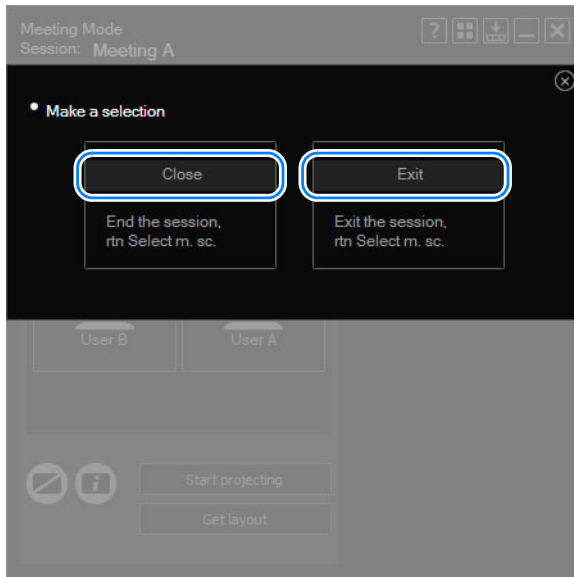 Meeting Mode
Session: Meeting A
Make a selection
Close
Exit
End the session,
rtn Select m. sc.
Exit the session,
rtn Select m. sc.
User B
User A
Start projecting
Get layout